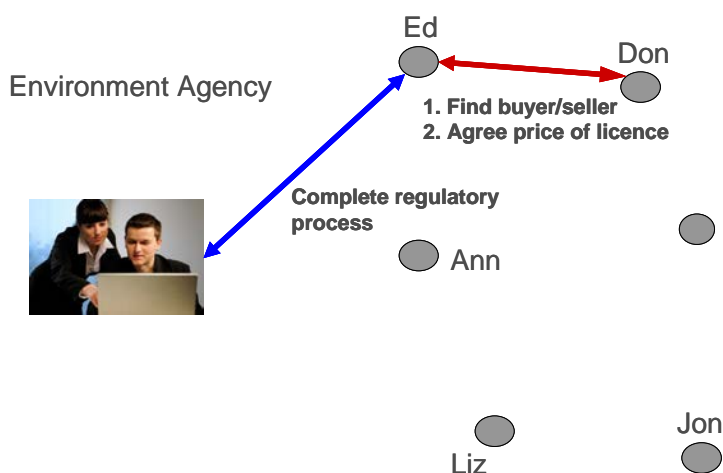 Ed
Don
Environment Agency
1. Find buyer/seller
2. Agree price of licence
Complete regulatory
process
Ann
Jon
Liz